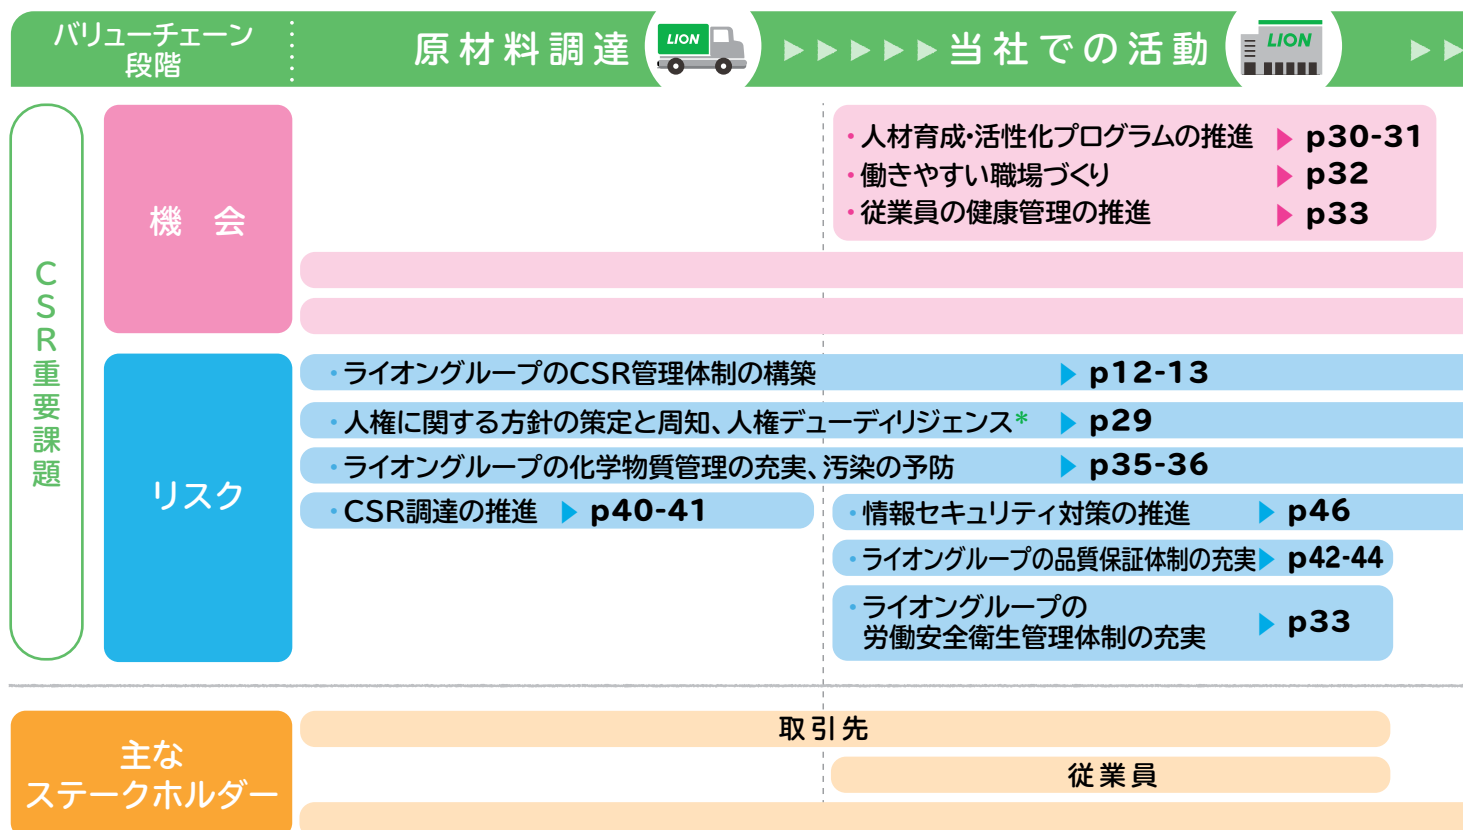 バリューチェーン
段階
原材料調達
LION
▶▶▶▶▶
当社での活動
LION
▶▶
CSR重要課題
機 会
・人材育成・活性化プログラムの推進 ▶ p30-31
・働きやすい職場づくり ▶ p32
・従業員の健康管理の推進 ▶ p33
リスク
・ライオングループのCSR管理体制の構築 ▶ p12-13
・人権に関する方針の策定と周知、人権デューディリジェンス* ▶ p29
・ライオングループの化学物質管理の充実、汚染の予防 ▶ p35-36
・CSR調達の推進 ▶ p40-41
・情報セキュリティ対策の推進 ▶ p46
・ライオングループの品質保証体制の充実 ▶ p42-44
・ライオングループの
労働安全衛生管理体制の充実 ▶ p33
主な
ステークホルダー
取引先
従業員